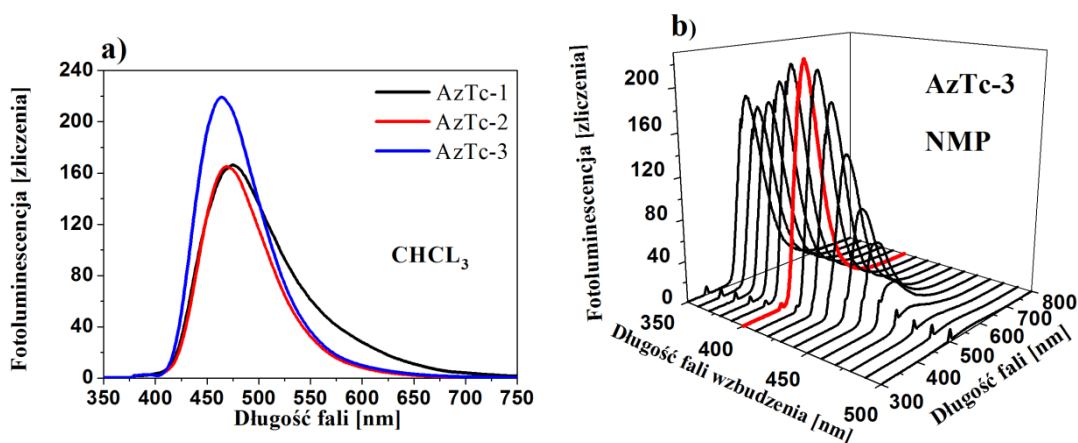 a)
240
200
160
120
80
40
0
Fotoluminescencja [zliczenia]
AzTc-1
AzTc-2
AzTc-3
CHCL3
350 400 450 500 550 600 650 700 750
Długość fali [nm]
b)
200
160
120
80
40
0
Fotoluminescencja [zliczenia]
AzTc-3
NMP
350
400
450
500
Długość fali wzbudzenia [nm]
300
400
500
600
700
800
Długość fali [nm]